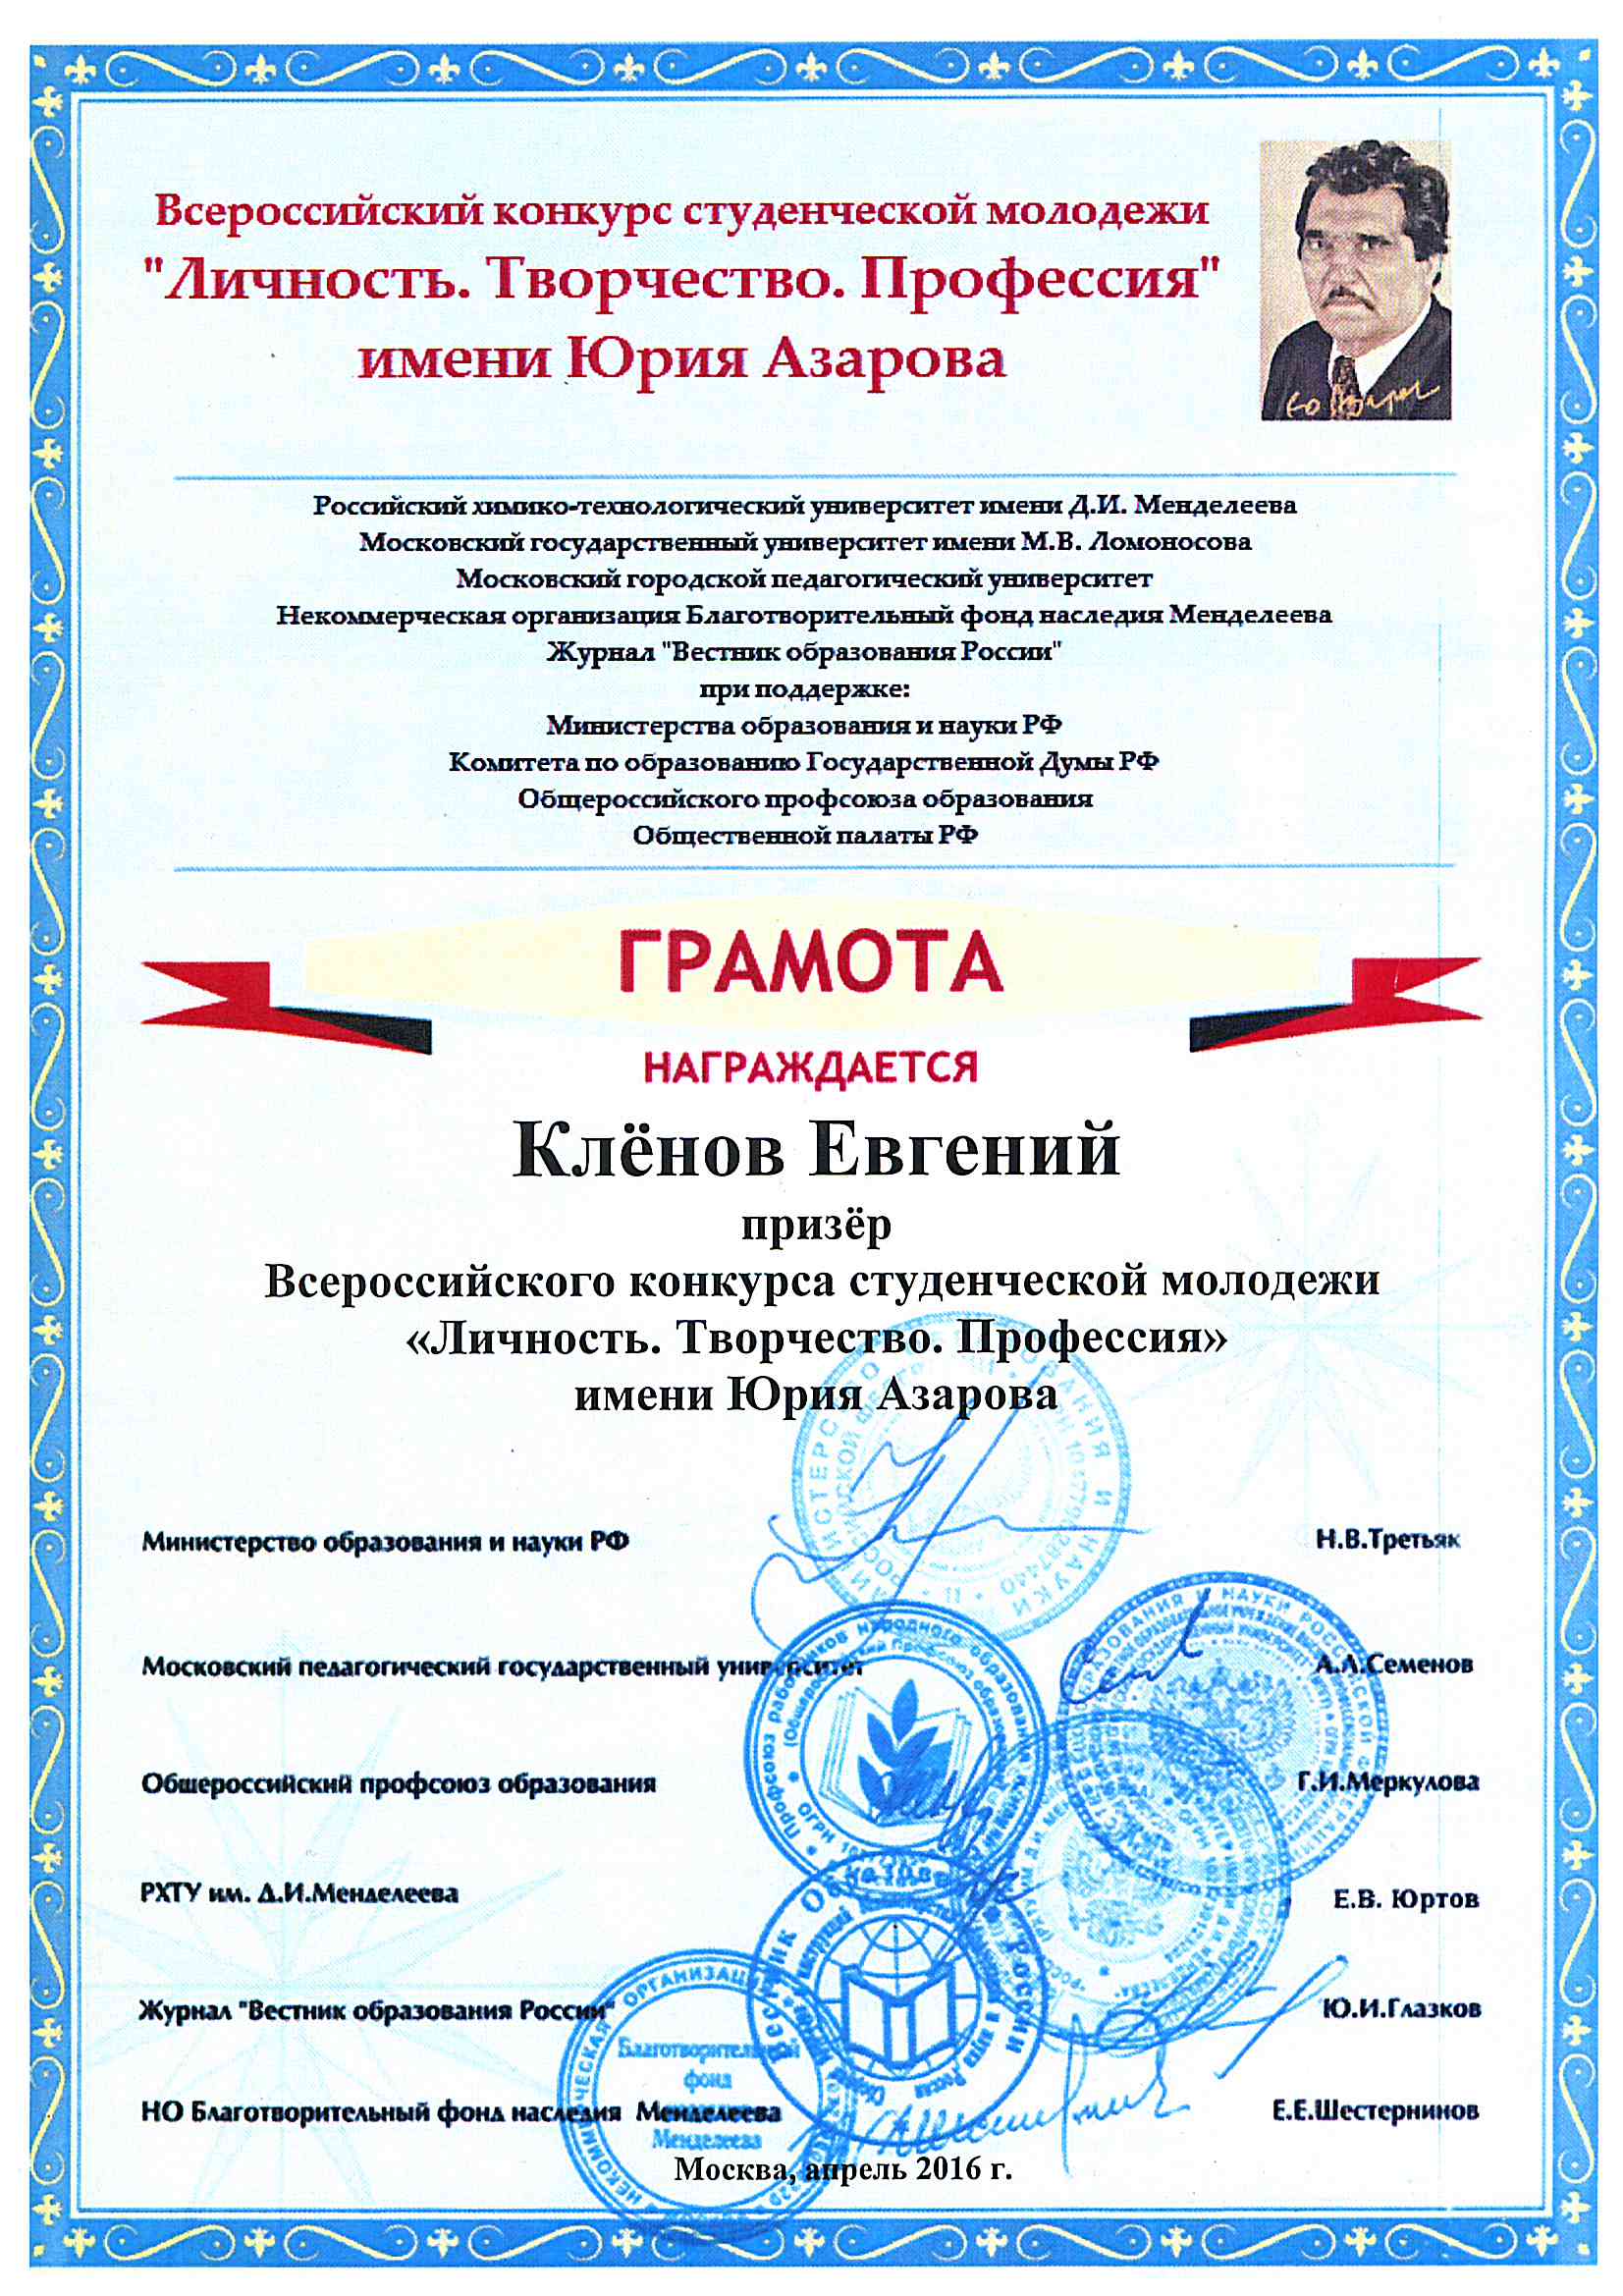 Всероссийский конкурс студенческой молодежи
"Личность. Творчество. Профессия"
имени Юрия Азарова
Российский химико-технологический университет имени Д.И. Менделеева
Московский государственный университет имени М.В. Ломоносова
Московский городской педагогический университет
Некоммерческая организация Благотворительный фонд наследия Менделеева
Журнал "Вестник образования России"
при поддержке:
Министерства образования и науки РФ
Комитета по образованию Государственной Думы РФ
Общероссийского профсоюза образования
Общественной палаты РФ
ГРАМОТА
НАГРАЖДАЕТСЯ
Клёнов Евгений
призёр
Всероссийского конкурса студенческой молодежи
«Личность. Творчество. Профессия»
имени Юрия Азарова
Министерство образования и науки РФ Н.В.Третьяк
Московский педагогический государственный университет А.Л.Семенов
Общероссийский профсоюз образования Г.И.Меркулова
РХТУ им. Д.И.Менделеева Е.В. Юртов
Журнал "Вестник образования России" Ю.И.Глазков
Благотворительный
фонд
НО Благотворительный фонд наследия Менделеева Е.Е.Шестернинов
Менделеева
Москва, апрель 2016 г.